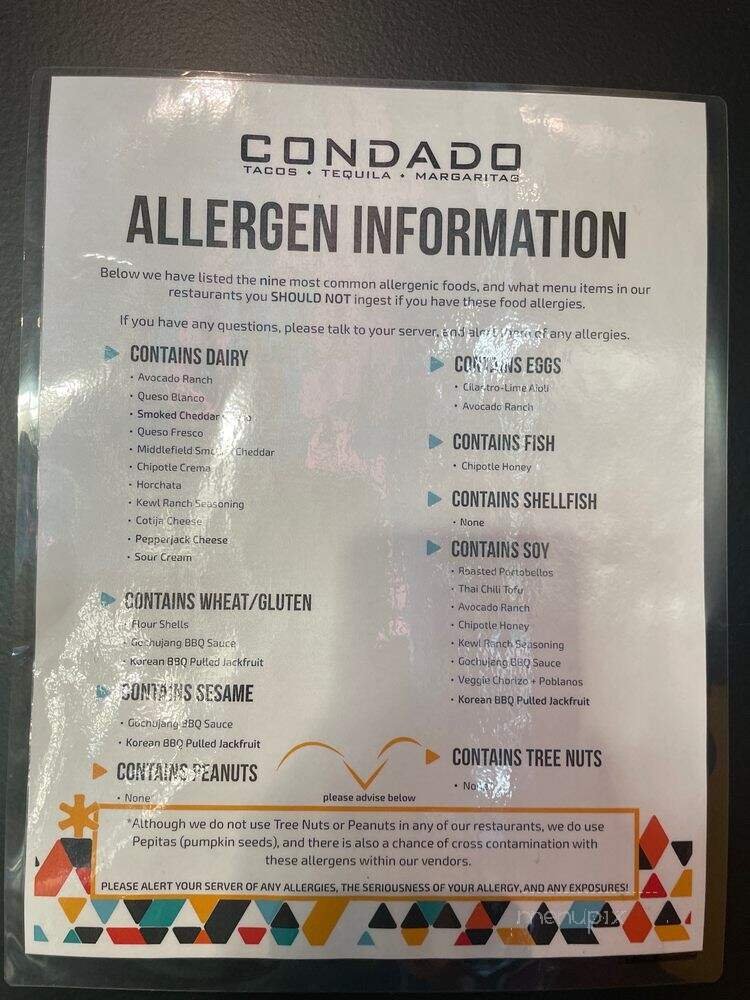 CONDADO
TACOS • TEQUILA • MARGARITAS
ALLERGEN INFORMATION
Below we have listed the nine most common allergenic foods, and what menu items in our
restaurants you SHOULD NOT ingest if you have these food allergies.
If you have any questions, please talk to your server, and alert them of any allergies.
CONTAINS DAIRY
• Avocado Ranch
• Queso Blanco
• Smoked Cheddar
• Queso Fresco
• Middlefield Smoked Cheddar
• Chipotle Crema
• Horchata
• Kewl Ranch Seasoning
• Cotija Cheese
• Pepperjack Cheese
• Sour Cream
CONTAINS WHEAT/GLUTEN
Flour Shells
• Gochujang BBQ Sauce
• Korean BBQ Pulled Jackfruit
CONTAINS SESAME
• Gochujang BBQ Sauce
• Korean BBQ Pulled Jackfruit
CONTAINS PEANUTS
• None
CONTAINS EGGS
• Cilantro-Lime Aioli
• Avocado Ranch
CONTAINS FISH
• Chipotle Honey
CONTAINS SHELLFISH
• None
CONTAINS SOY
• Roasted Portobellos
• Thai Chili Tofu
• Avocado Ranch
• Chipotle Honey
• Kewl Ranch Seasoning
• Gochujang BBQ Sauce
• Veggie Chorizo + Poblanos
• Korean BBQ Pulled Jackfruit
CONTAINS TREE NUTS
• None
please advise below
*Although we do not use Tree Nuts or Peanuts in any of our restaurants, we do use
Pepitas (pumpkin seeds), and there is also a chance of cross contamination with
these allergens within our vendors.
PLEASE ALERT YOUR SERVER OF ANY ALLERGIES, THE SERIOUSNESS OF YOUR ALLERGY, AND ANY EXPOSURES!
menupix